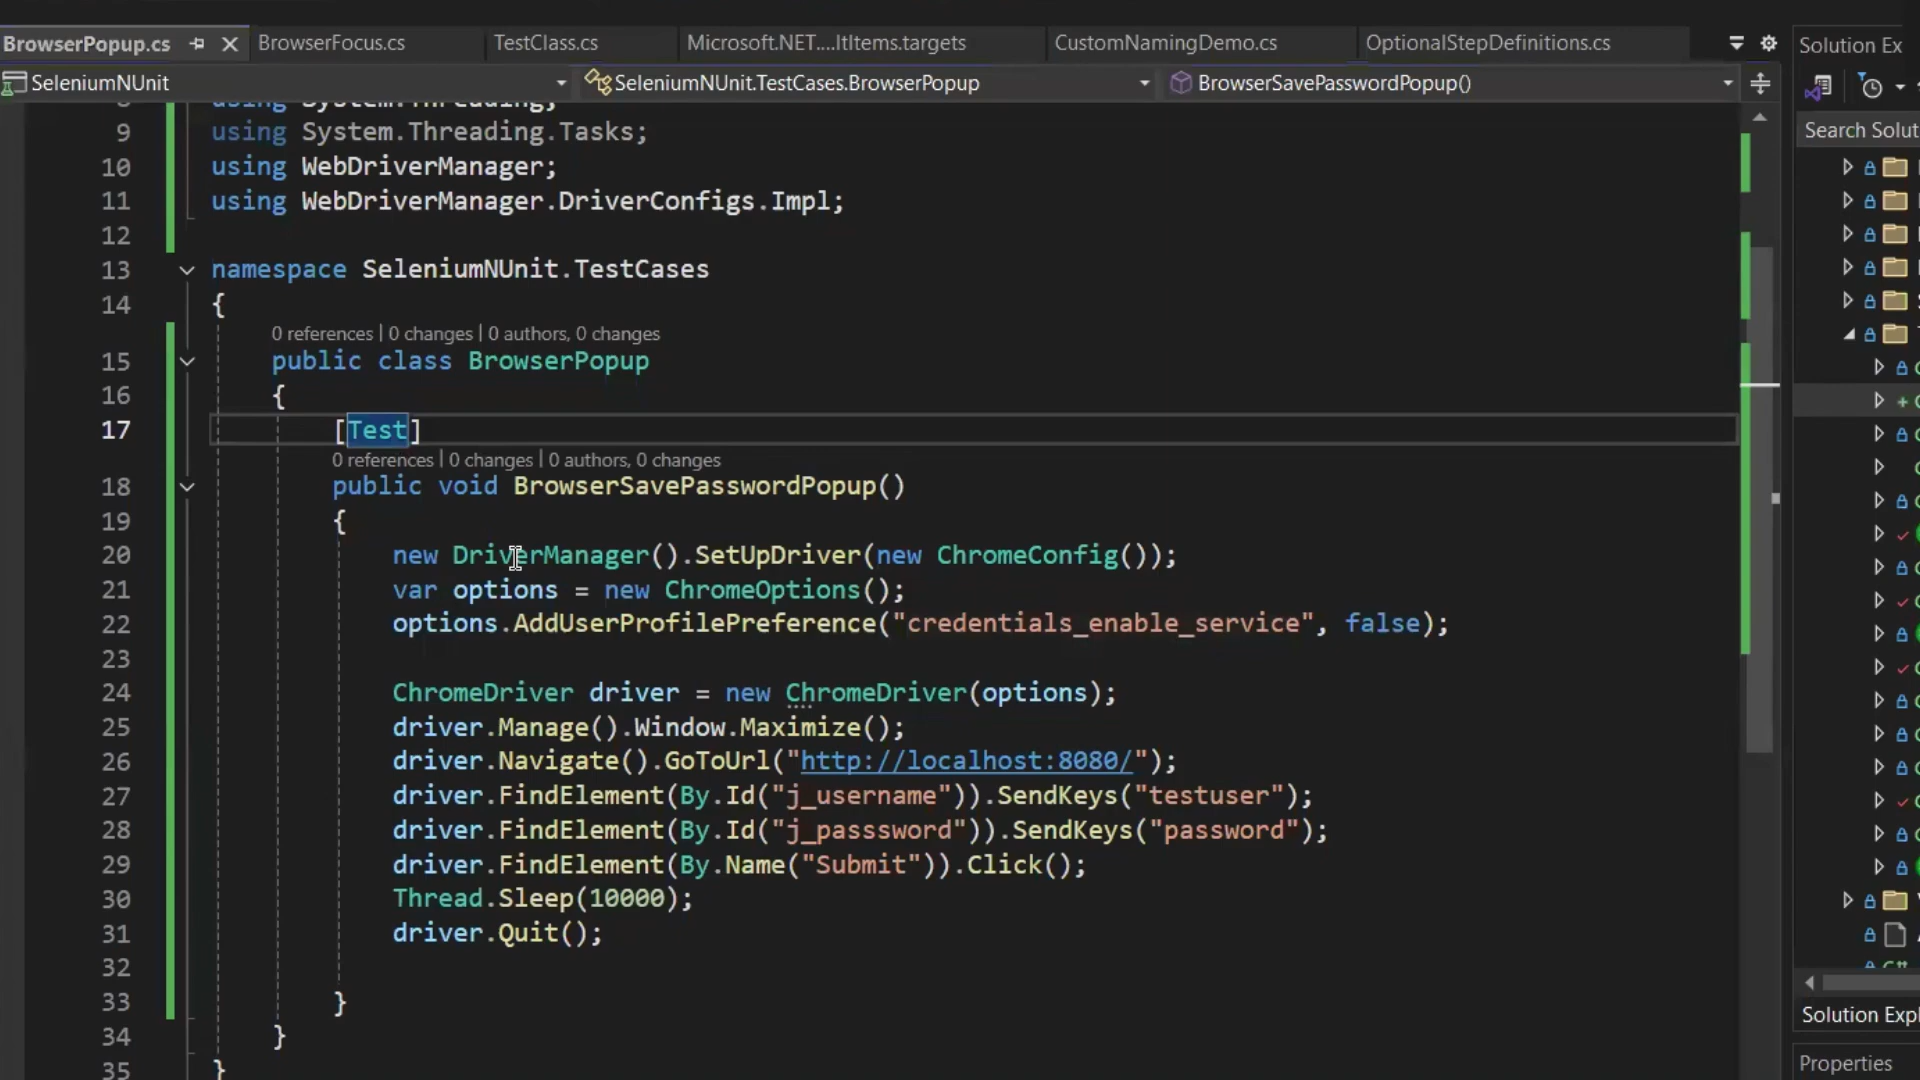 BrowserPopup.cs
BrowserFocus.cs
TestClass.cs
Microsoft.NET....ltItems.targets
CustomNamingDemo.cs
OptionalStepDefinitions.cs
Solution Ex
SeleniumNUnit
SeleniumNUnit.TestCases.BrowserPopup
BrowserSavePasswordPopup()
Search Solut
8 using System.Threading;
9 using System.Threading.Tasks;
10 using WebDriverManager;
11 using WebDriverManager.DriverConfigs.Impl;
12
13 namespace SeleniumNUnit.TestCases
14 {
0 references | 0 changes | 0 authors, 0 changes
15 public class BrowserPopup
16 {
17 [Test]
0 references | 0 changes | 0 authors, 0 changes
18 public void BrowserSavePasswordPopup()
19 {
20 new DriverManager().SetUpDriver(new ChromeConfig());
21 var options = new ChromeOptions();
22 options.AddUserProfilePreference("credentials_enable_service", false);
23
24 ChromeDriver driver = new ChromeDriver(options);
25 driver.Manage().Window.Maximize();
26 driver.Navigate().GoToUrl("http://localhost:8080/");
27 driver.FindElement(By.Id("j_username")).SendKeys("testuser");
28 driver.FindElement(By.Id("j_passsword")).SendKeys("password");
29 driver.FindElement(By.Name("Submit")).Click();
30 Thread.Sleep(10000);
31 driver.Quit();
32
33 }
34 }
35 }
Solution Expl
Properties